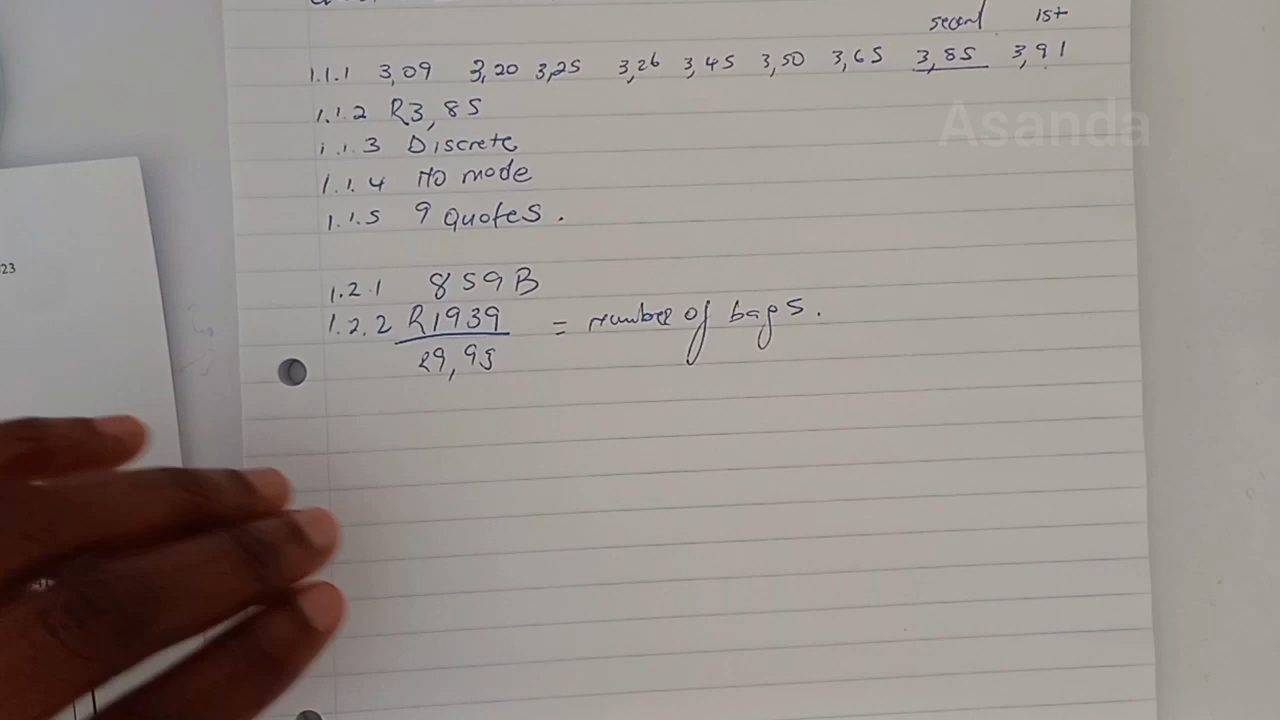 second 1st
1.1.1 3,09 3,20 3,25 3,26 3,45 3,50 3,65 3,85 3,91
1.1.2 R3,85
Asanda
1.1.3 Discrete
1.1.4 No mode
1.1.5 9 quotes.
23
1.2.1 859B
1.2.2 R1939 = number of bags.
29,95